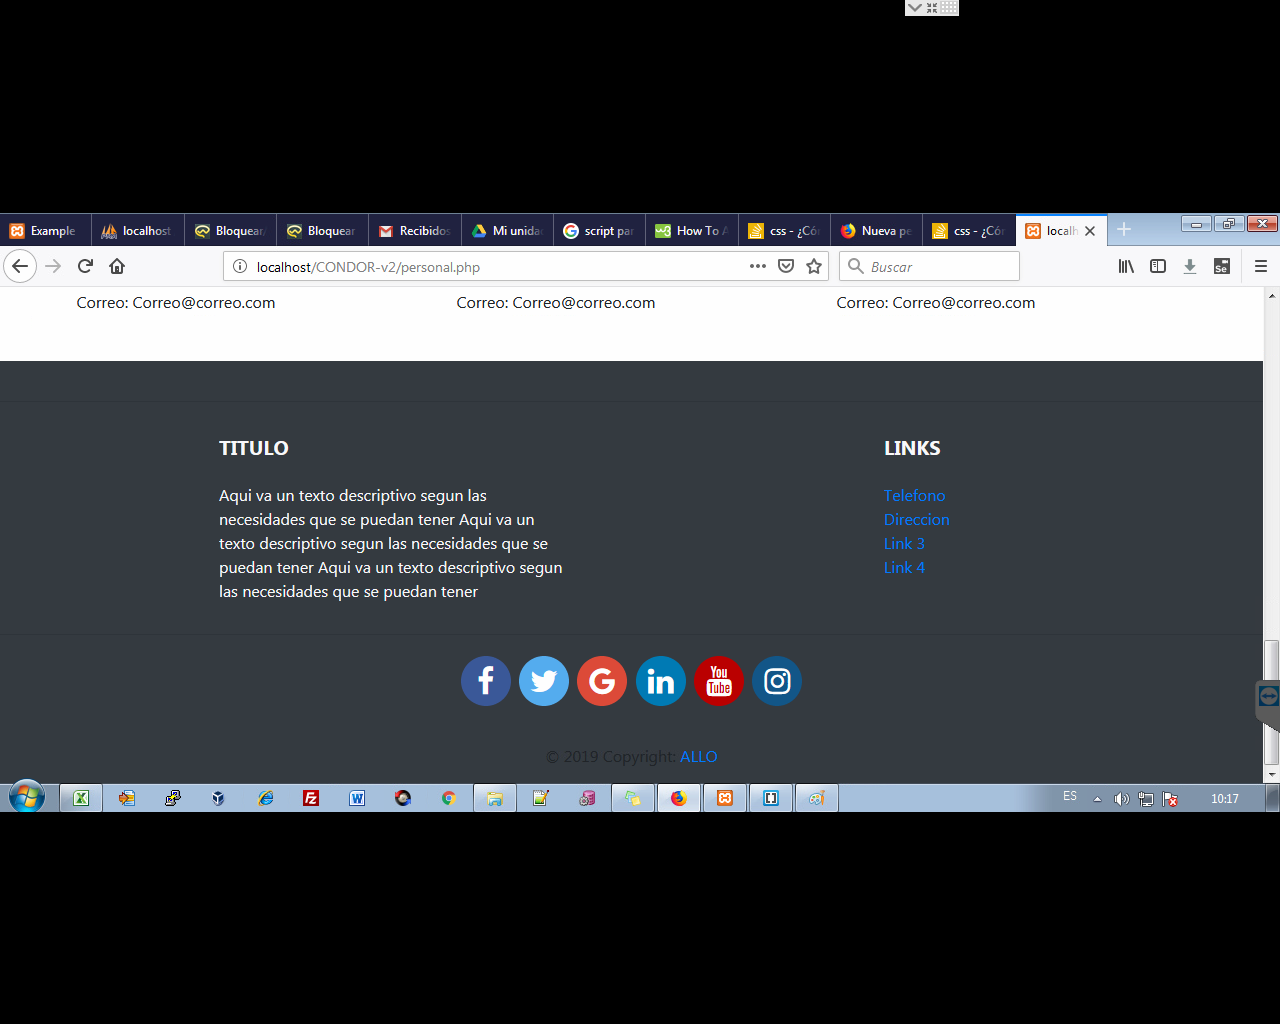 Example
localhost
Bloquear/
Bloquear
Recibidos
Mi unida
script par
How To A
css - ¿Có
Nueva pe
css - ¿Có
localh
localhost/CONDOR-v2/personal.php
Buscar
Se
Correo: Correo@correo.com
Correo: Correo@correo.com
Correo: Correo@correo.com
TITULO
LINKS
Aqui va un texto descriptivo segun las
necesidades que se puedan tener Aqui va un
texto descriptivo segun las necesidades que se
puedan tener Aqui va un texto descriptivo segun
las necesidades que se puedan tener
Telefono
Direccion
Link 3
Link 4
You
Tube
© 2019 Copyright: ALLO
ES
10:17